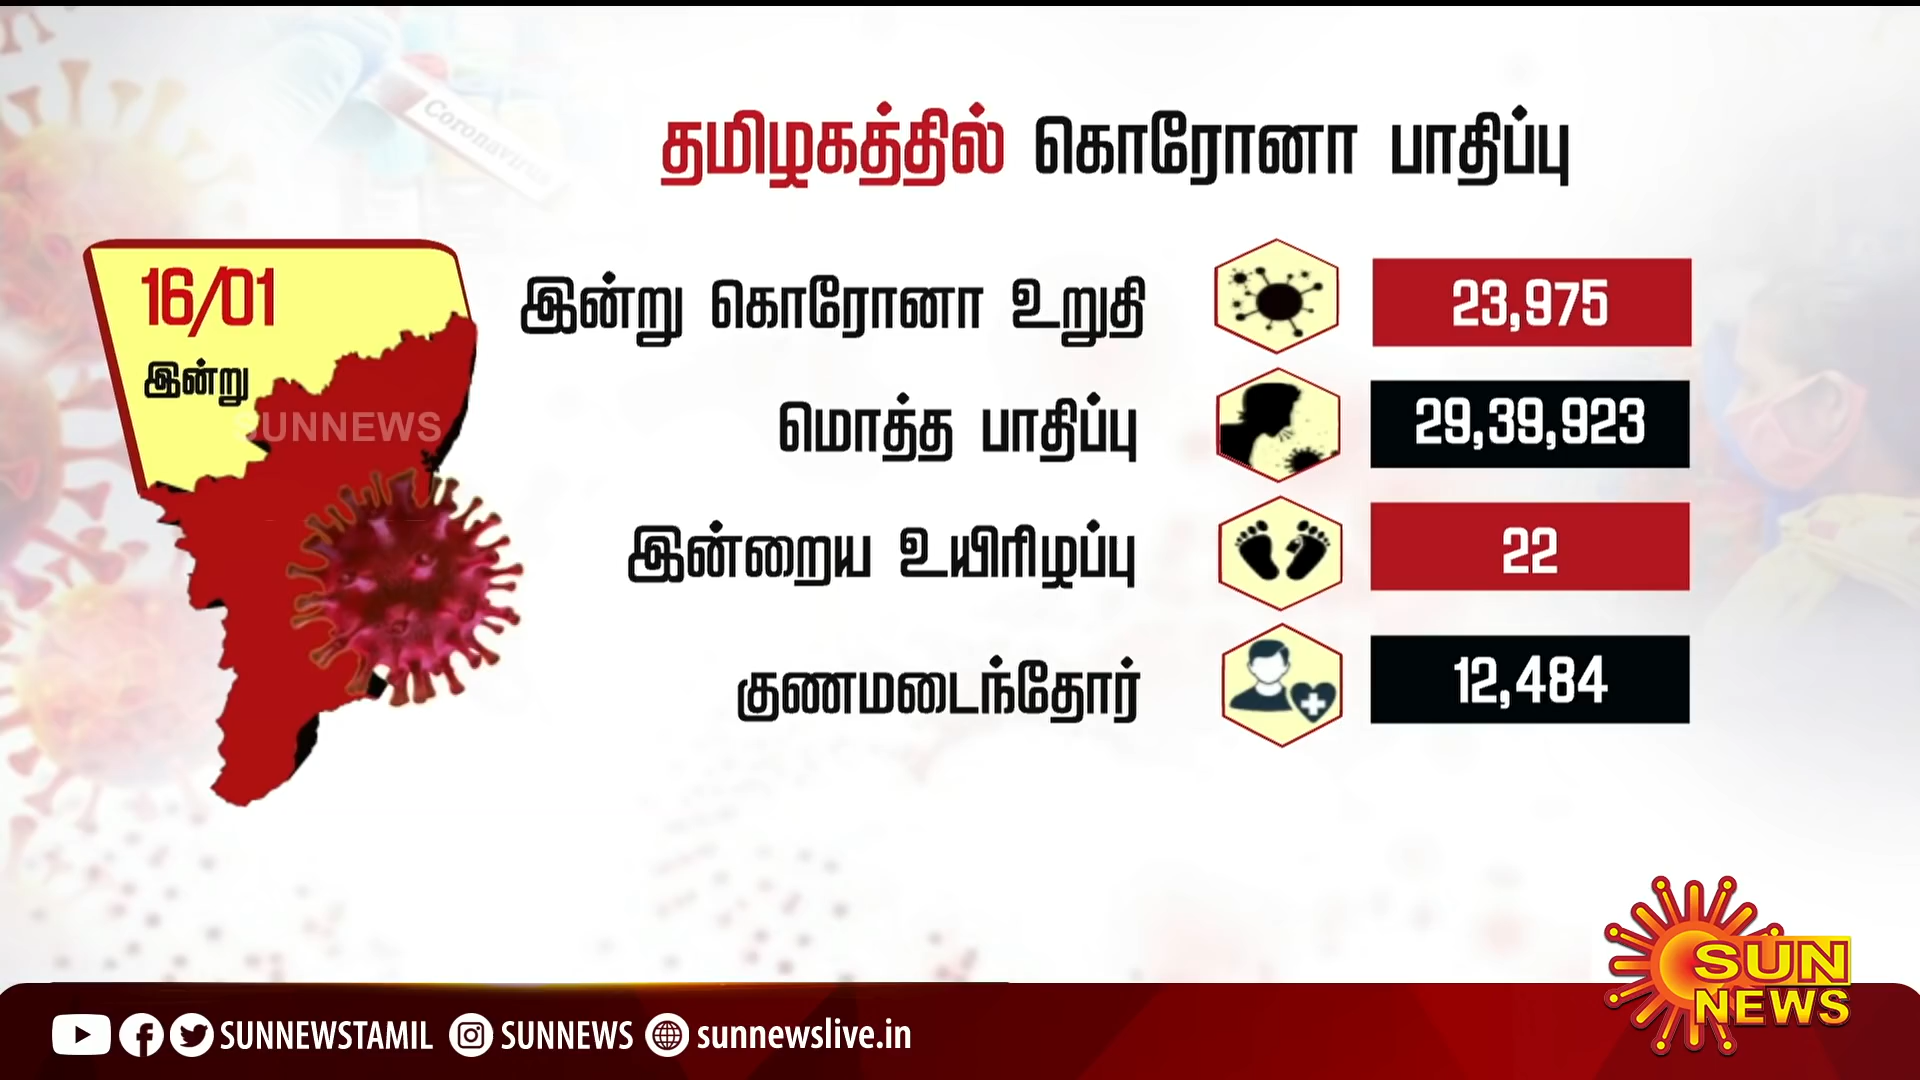 தமிழகத்தில் கொரோனா பாதிப்பு
16/01
இன்று
இன்று கொரோனா உறுதி 23,975
மொத்த பாதிப்பு 29,39,923
இன்றைய உயிரிழப்பு 22
குணமடைந்தோர் 12,484
Coronavirus
SUNNEWS
SUN
NEWS
SUNNEWSTAMIL SUNNEWS sunnewslive.in